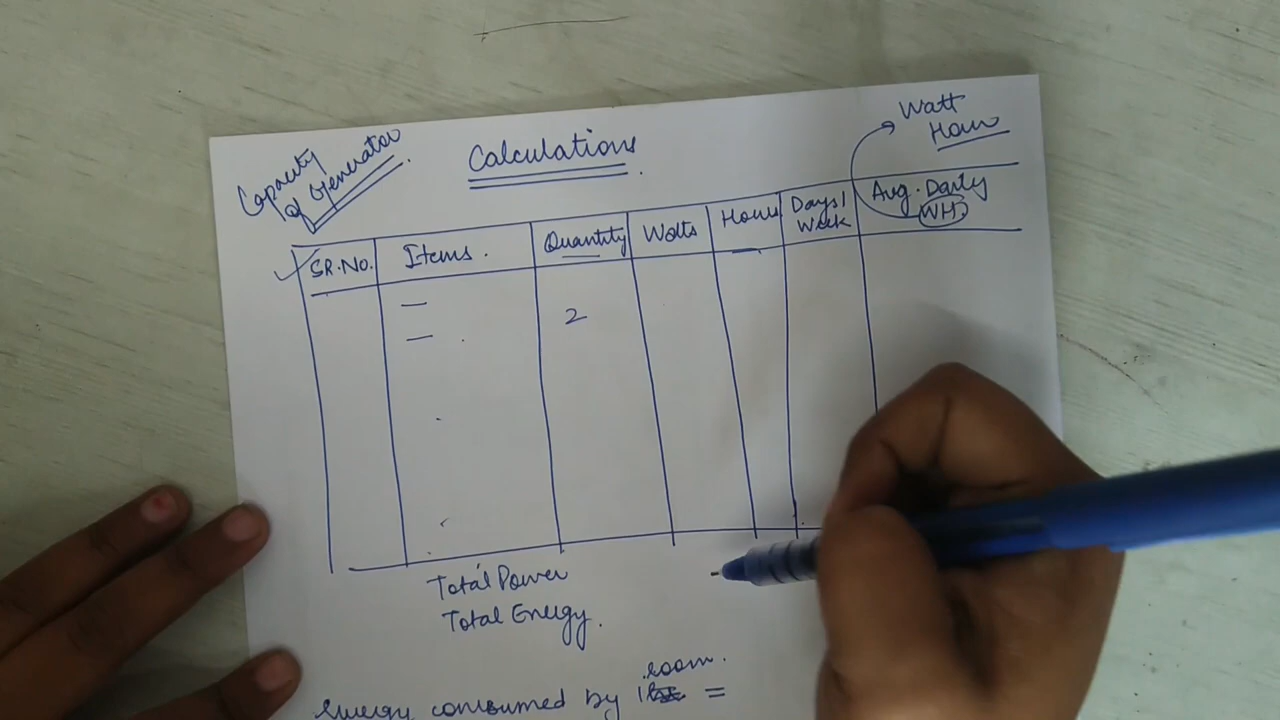 Watt
Hour
Capacity
of Generator
Calculations.
SR.No. Items. Quantity Watts Hours Days/ Week Avg. Daily WH.
2
Total Power
Total Energy.
room.
energy consumed by 1 =